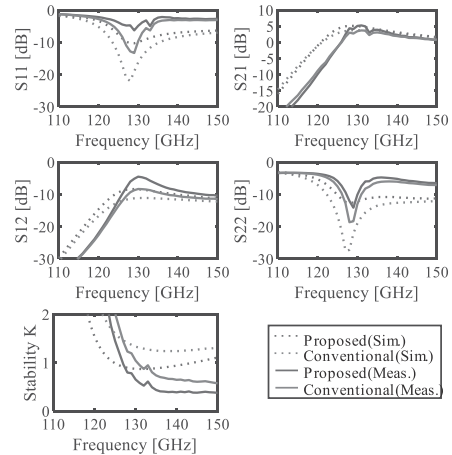 0
-10
-20
-30
S11 [dB]
110 120 130 140 150
Frequency [GHz]
21
15
10
5
0
-5
-10
-15
-20
S21 [dB]
110 120 130 140 150
Frequency [GHz]
0
-10
-20
-30
S12 [dB]
110 120 130 140 150
Frequency [GHz]
0
-10
-20
-30
S22 [dB]
110 120 130 140 150
Frequency [GHz]
2
1
0
Stability K
110 120 130 140 150
Frequency [GHz]
Proposed(Sim.)
Conventional(Sim.)
Proposed(Meas.)
Conventional(Meas.)